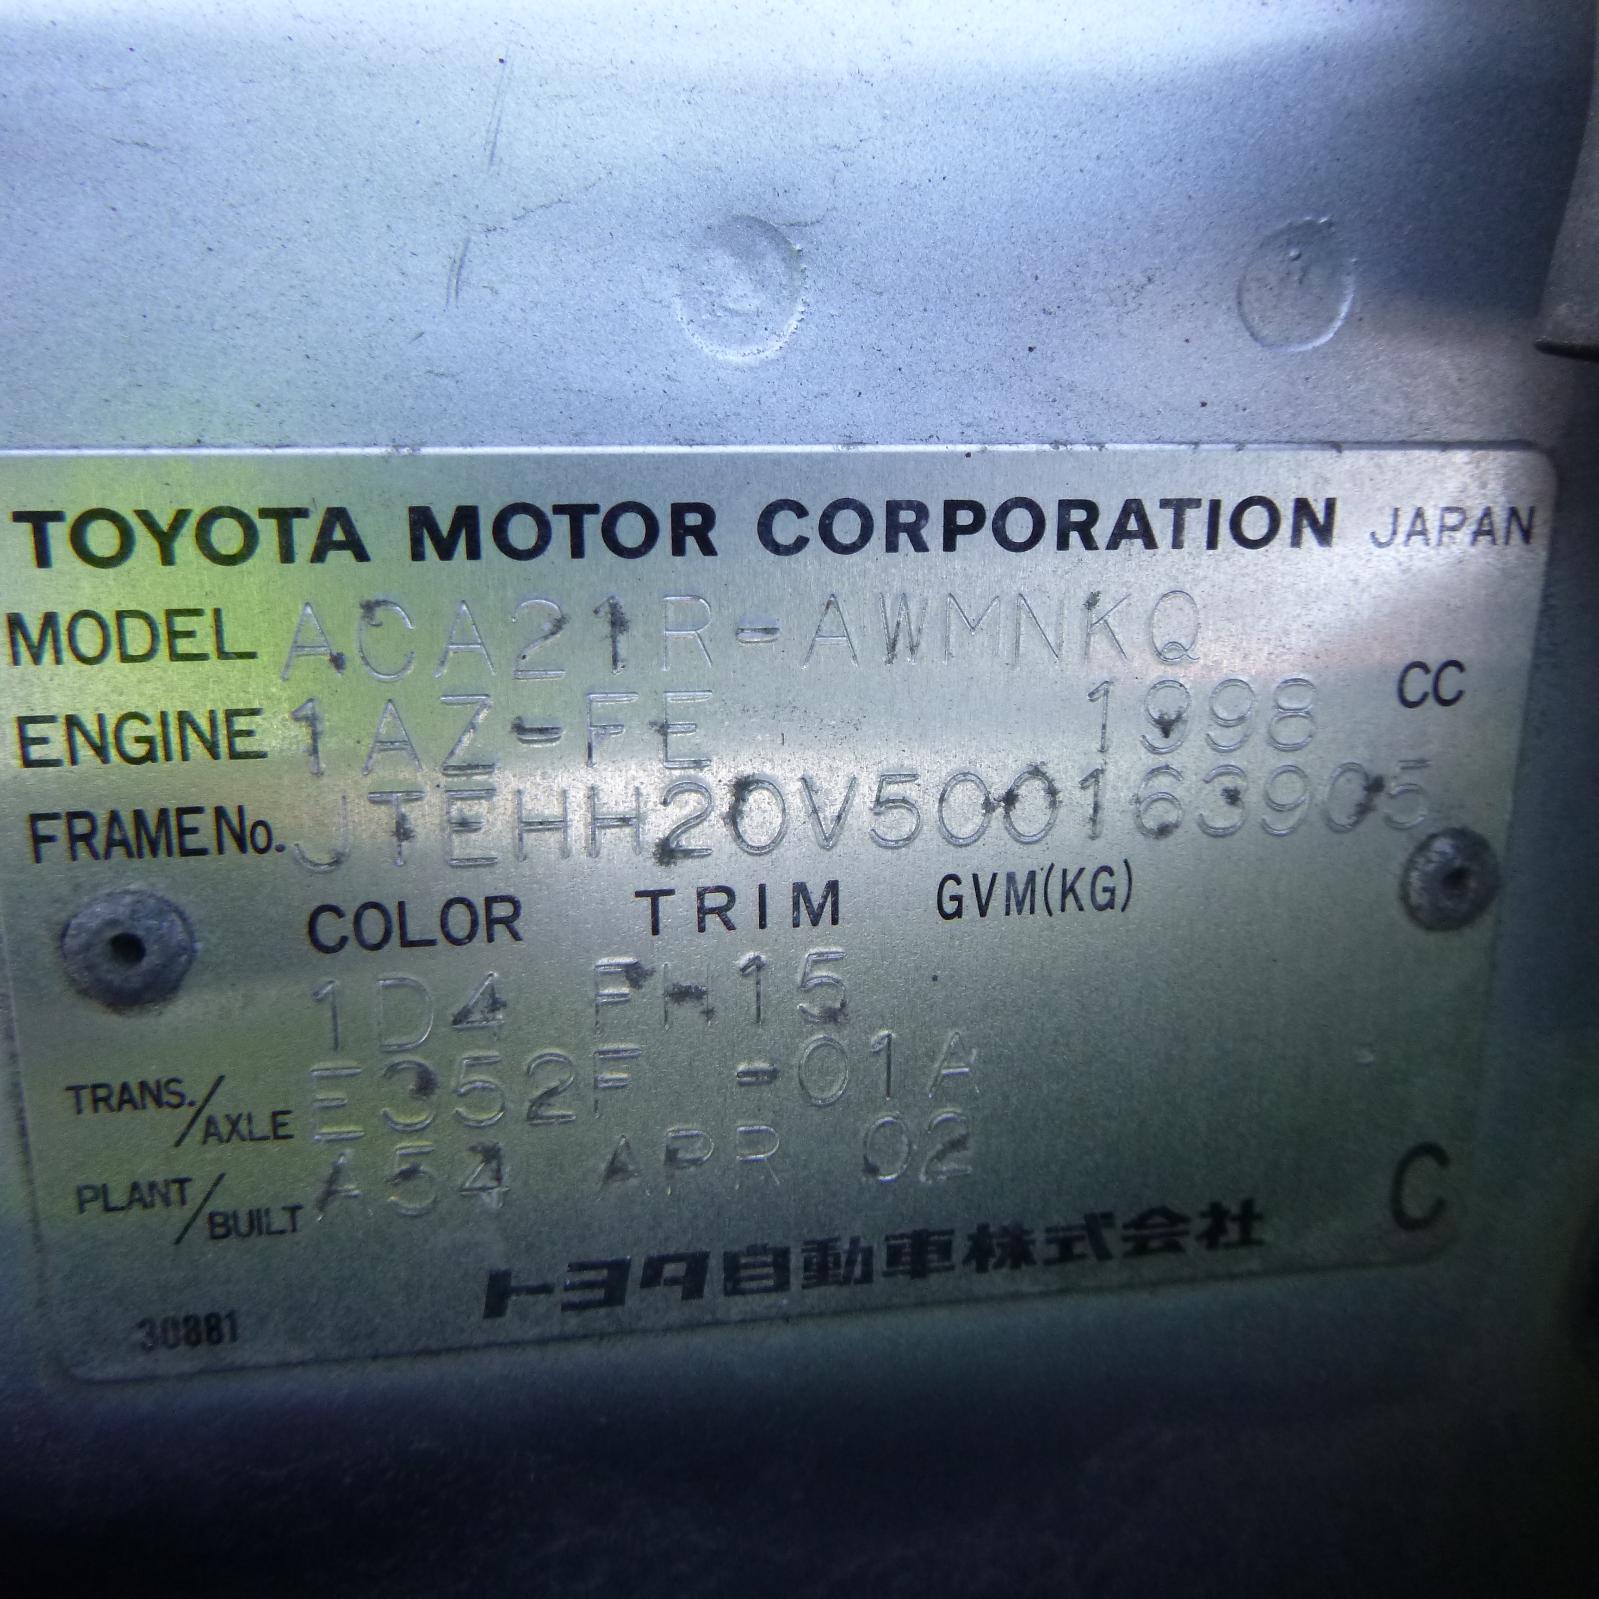 TOYOTA MOTOR CORPORATION JAPAN
MODEL ACA21R-AWMNKQ
ENGINE 1AZ-FE 1998 CC
FRAME No. JTEHH20V500163905
COLOR TRIM GVM(KG)
1D4 FH15
TRANS./AXLE E352F -01A
PLANT/BUILT A54 APR 02
C
トヨタ自動車株式会社
30881